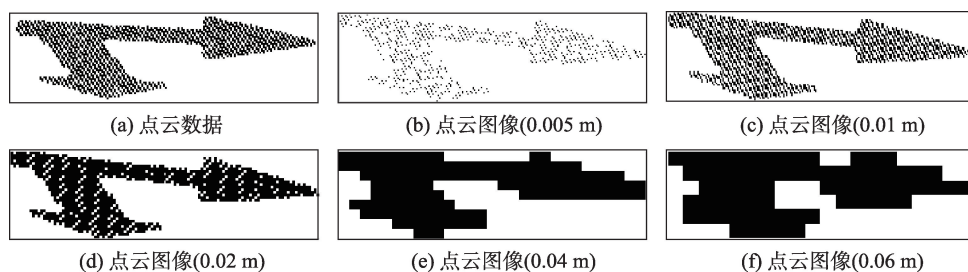 (a) 点云数据
(b) 点云图像(0.005 m)
(c) 点云图像(0.01 m)
(d) 点云图像(0.02 m)
(e) 点云图像(0.04 m)
(f) 点云图像(0.06 m)